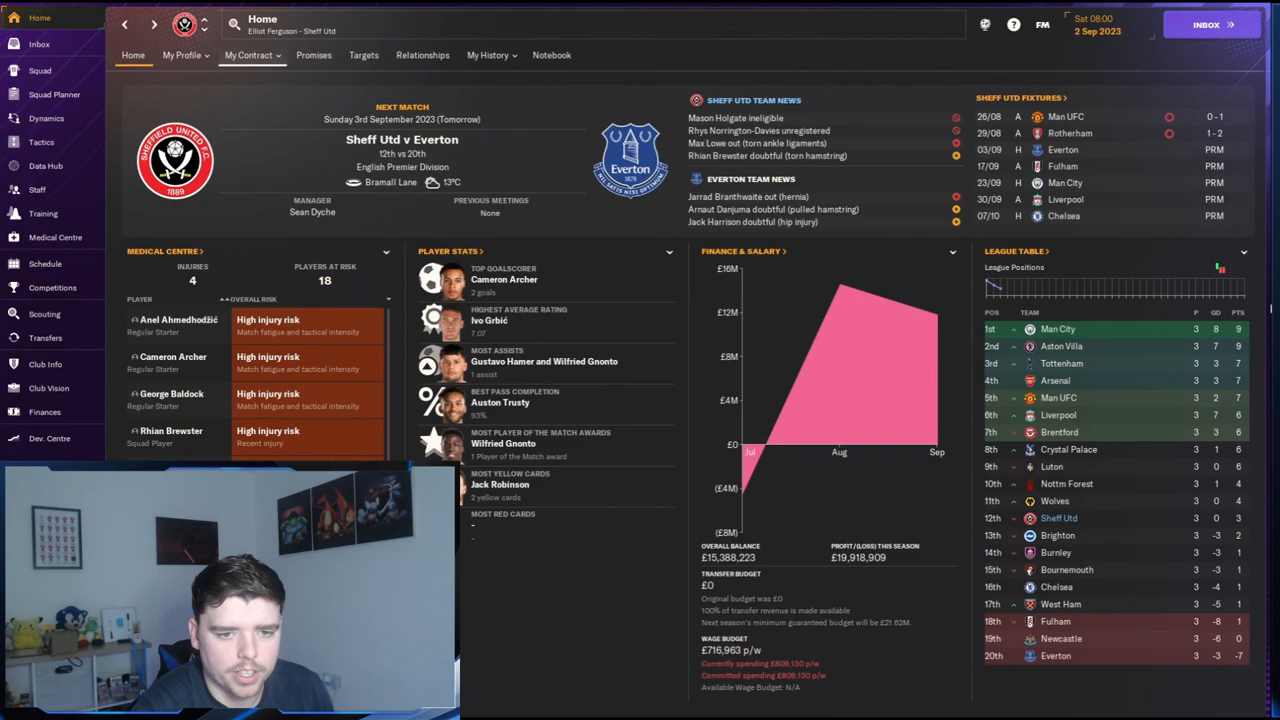 Home
Inbox
Squad
Squad Planner
Dynamics
Tactics
Data Hub
Staff
Training
Medical Centre
Schedule
Competitions
Scouting
Transfers
Club Info
Club Vision
Finances
Dev. Centre
Home
Elliot Ferguson - Sheff Utd
FM
Sat 08:00
2 Sep 2023
INBOX
Home My Profile My Contract Promises Targets Relationships My History Notebook
SHEFFIELD UNITED F.C.
1889
NEXT MATCH
Sunday 3rd September 2023 (Tomorrow)
Sheff Utd v Everton
12th vs 20th
English Premier Division
Bramall Lane 13ºC
MANAGER
Sean Dyche
PREVIOUS MEETINGS
None
Everton
1878
NIL SATIS NISI OPTIMUM
SHEFF UTD TEAM NEWS
Mason Holgate ineligible
Rhys Norrington-Davies unregistered
Max Lowe out (torn ankle ligaments)
Rhian Brewster doubtful (torn hamstring)
EVERTON TEAM NEWS
Jarrad Branthwaite out (hernia)
Arnaut Danjuma doubtful (pulled hamstring)
Jack Harrison doubtful (hip injury)
SHEFF UTD FIXTURES >
26/08 A Man UFC 0 - 1
29/08 A Rotherham 1 - 2
03/09 H Everton PRM
17/09 A Fulham PRM
23/09 H Man City PRM
30/09 A Liverpool PRM
07/10 H Chelsea PRM
MEDICAL CENTRE >
INJURIES
4
PLAYERS AT RISK
18
PLAYER OVERALL RISK
Anel Ahmedhodžić High injury risk
Regular Starter Match fatigue and tactical intensity
Cameron Archer High injury risk
Regular Starter Match fatigue and tactical intensity
George Baldock High injury risk
Regular Starter Match fatigue and tactical intensity
Rhian Brewster High injury risk
Squad Player Recent injury
PLAYER STATS >
TOP GOALSCORER
Cameron Archer
2 goals
HIGHEST AVERAGE RATING
Ivo Grbić
7.07
MOST ASSISTS
Gustavo Hamer and Wilfried Gnonto
1 assist
BEST PASS COMPLETION
Auston Trusty
93%
MOST PLAYER OF THE MATCH AWARDS
Wilfried Gnonto
1 Player of the Match award
MOST YELLOW CARDS
Jack Robinson
2 yellow cards
MOST RED CARDS
-
-
FINANCE & SALARY >
£16M
£12M
£8M
£4M
£0
(£4M)
(£8M)
Jul Aug Sep
OVERALL BALANCE
£15,388,223
PROFIT/(LOSS) THIS SEASON
£19,918,909
TRANSFER BUDGET
£0
Original budget was £0
100% of transfer revenue is made available
Next season's minimum guaranteed budget will be £21.62M.
WAGE BUDGET
£716,963 p/w
Currently spending £809,130 p/w
Committed spending £809,130 p/w
Available Wage Budget: N/A
LEAGUE TABLE >
League Positions
POS TEAM P GD PTS
1st Man City 3 8 9
2nd Aston Villa 3 7 9
3rd Tottenham 3 3 7
4th Arsenal 3 3 7
5th Man UFC 3 2 7
6th Liverpool 3 7 6
7th Brentford 3 3 6
8th Crystal Palace 3 1 6
9th Luton 3 0 6
10th Nottm Forest 3 1 4
11th Wolves 3 0 4
12th Sheff Utd 3 0 3
13th Brighton 3 -3 2
14th Burnley 3 -3 1
15th Bournemouth 3 -3 1
16th Chelsea 3 -4 1
17th West Ham 3 -5 1
18th Fulham 3 -8 1
19th Newcastle 3 -6 0
20th Everton 3 -3 -7